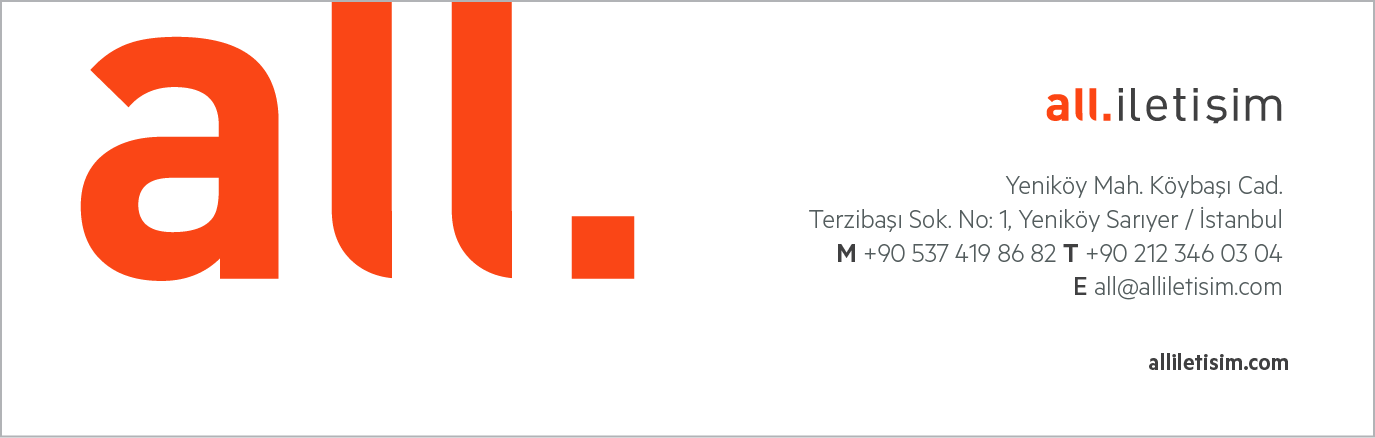 all.
all.iletişim
Yeniköy Mah. Köybaşı Cad.
Terzibaşı Sok. No: 1, Yeniköy Sarıyer / İstanbul
M +90 537 419 86 82 T +90 212 346 03 04
E all@alliletisim.com
alliletisim.com